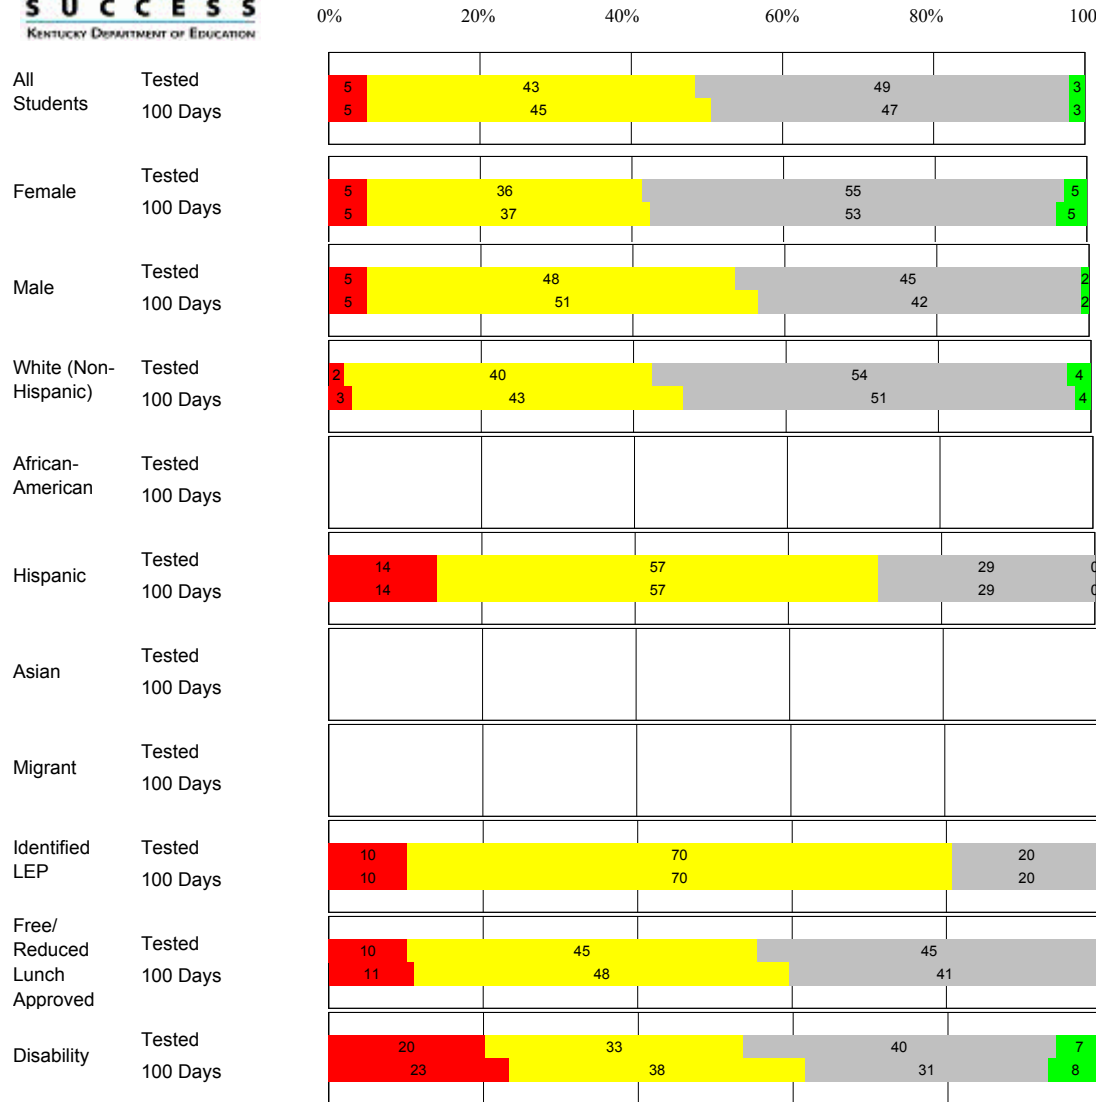 SUCCESS
KENTUCKY DEPARTMENT OF EDUCATION
0% 20% 40% 60% 80% 100
All Students
Tested 5 43 49 3
100 Days 5 45 47 3
Female
Tested 5 36 55 5
100 Days 5 37 53 5
Male
Tested 5 48 45 2
100 Days 5 51 42 2
White (Non-Hispanic)
Tested 2 40 54 4
100 Days 3 43 51 4
African-American
Tested
100 Days
Hispanic
Tested 14 57 29 0
100 Days 14 57 29 0
Asian
Tested
100 Days
Migrant
Tested
100 Days
Identified LEP
Tested 10 70 20
100 Days 10 70 20
Free/
Reduced
Lunch
Approved
Tested 10 45 45
100 Days 11 48 41
Disability
Tested 20 33 40 7
100 Days 23 38 31 8